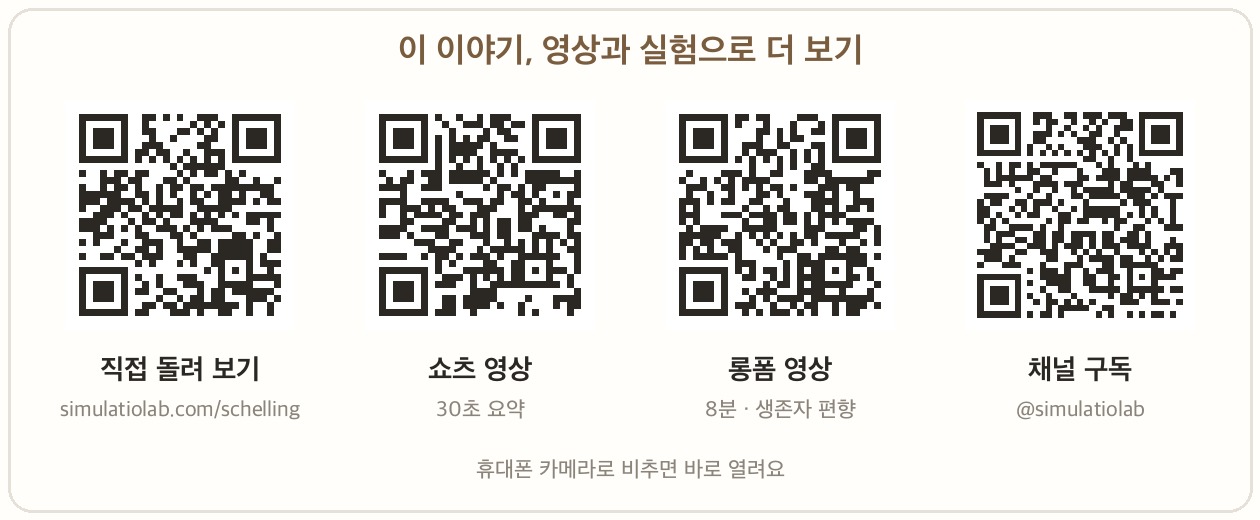 이 이야기, 영상과 실험으로 더 보기
직접 돌려 보기
simulatiolab.com/schelling
쇼츠 영상
30초 요약
롱폼 영상
8분 · 생존자 편향
채널 구독
@simulatiolab
휴대폰 카메라로 비추면 바로 열려요